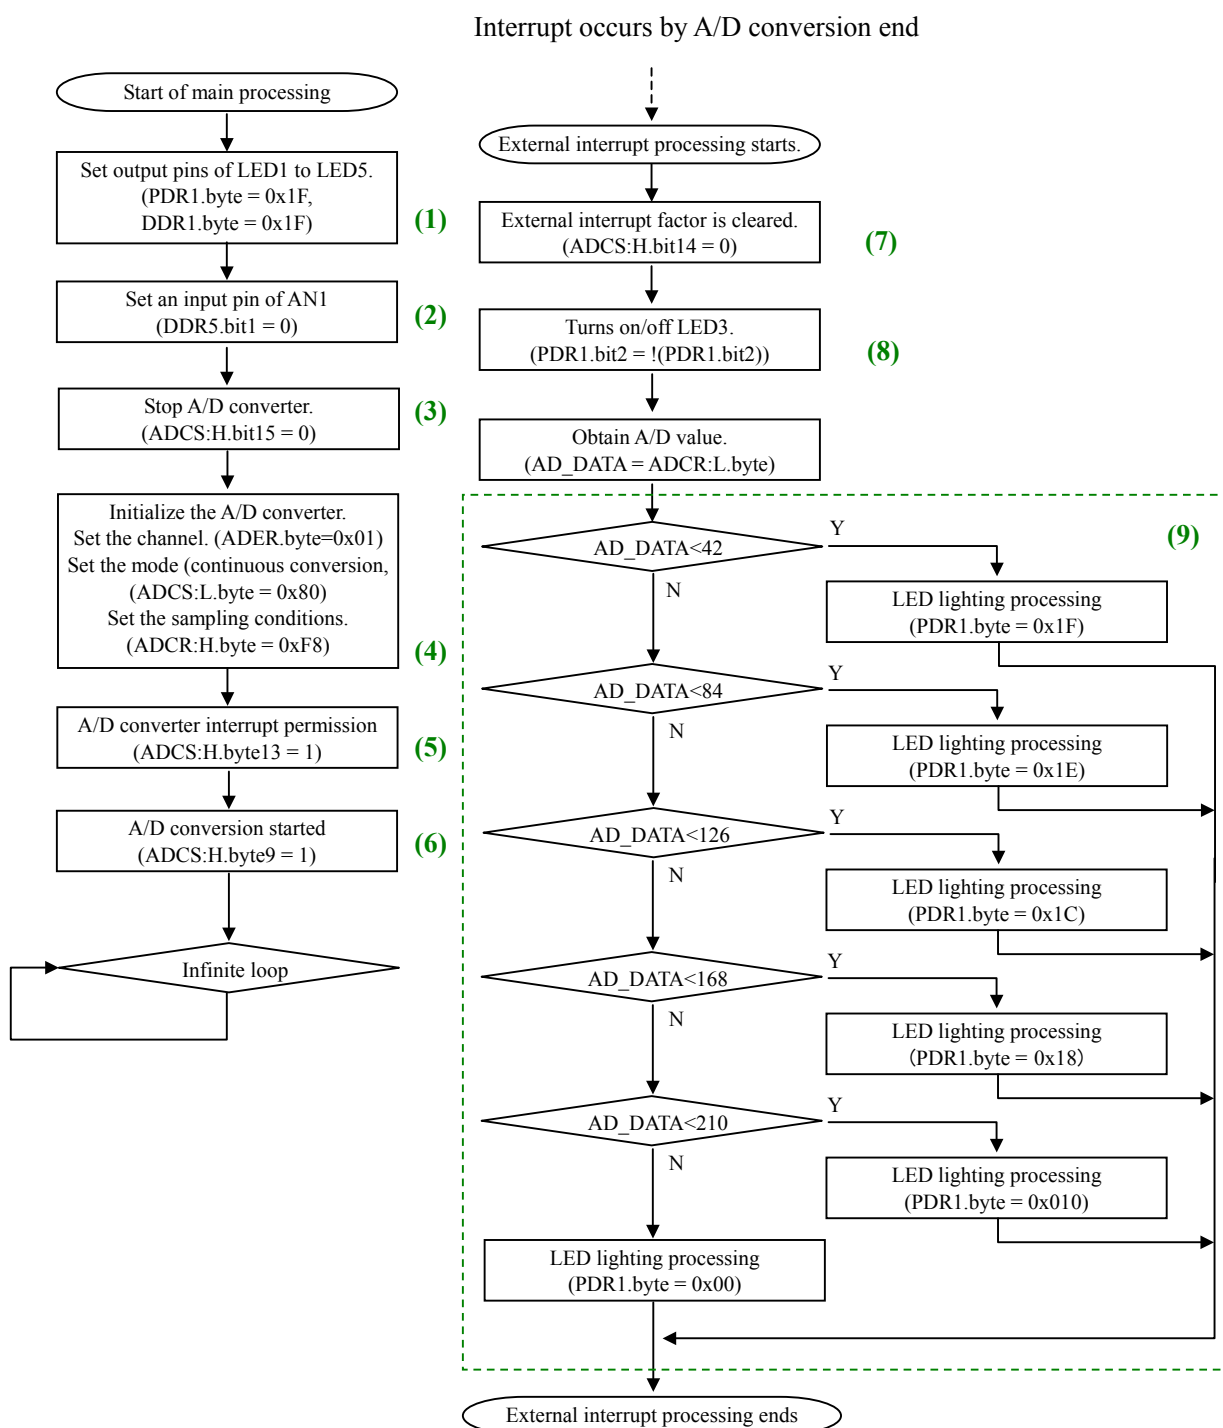 Interrupt occurs by A/D conversion end
Start of main processing
Set output pins of LED1 to LED5.
(PDR1.byte = 0x1F,
DDR1.byte = 0x1F)
(1)
Set an input pin of AN1
(DDR5.bit1 = 0)
(2)
Stop A/D converter.
(ADCS:H.bit15 = 0)
(3)
Initialize the A/D converter.
Set the channel. (ADER.byte=0x01)
Set the mode (continuous conversion,
(ADCS:L.byte = 0x80)
Set the sampling conditions.
(ADCR:H.byte = 0xF8)
(4)
A/D converter interrupt permission
(ADCS:H.byte13 = 1)
(5)
A/D conversion started
(ADCS:H.byte9 = 1)
(6)
Infinite loop
External interrupt processing starts.
External interrupt factor is cleared.
(ADCS:H.bit14 = 0)
(7)
Turns on/off LED3.
(PDR1.bit2 = !(PDR1.bit2))
(8)
Obtain A/D value.
(AD_DATA = ADCR:L.byte)
(9)
AD_DATA<42
Y
N
LED lighting processing
(PDR1.byte = 0x1F)
AD_DATA<84
Y
N
LED lighting processing
(PDR1.byte = 0x1E)
AD_DATA<126
Y
N
LED lighting processing
(PDR1.byte = 0x1C)
AD_DATA<168
Y
N
LED lighting processing
（PDR1.byte = 0x18）
AD_DATA<210
Y
N
LED lighting processing
(PDR1.byte = 0x010)
LED lighting processing
(PDR1.byte = 0x00)
External interrupt processing ends